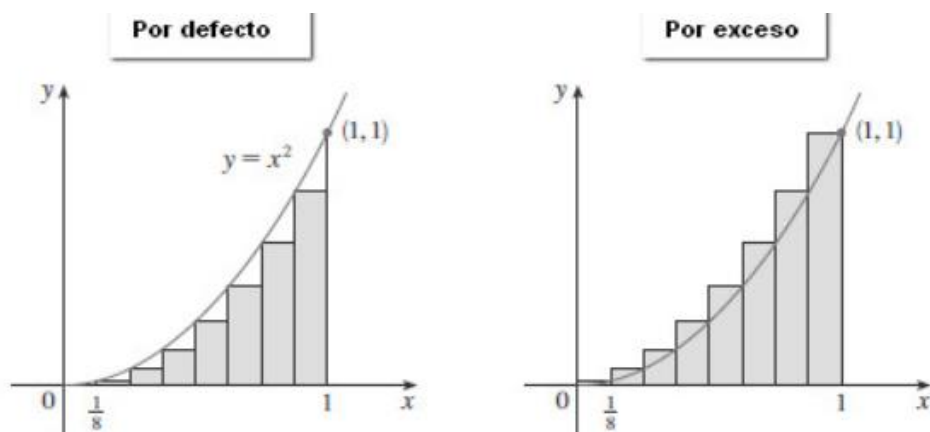 Por defecto
y
(1, 1)
y = x²
0
1/8
1
x
Por exceso
y
(1, 1)
0
1/8
1
x